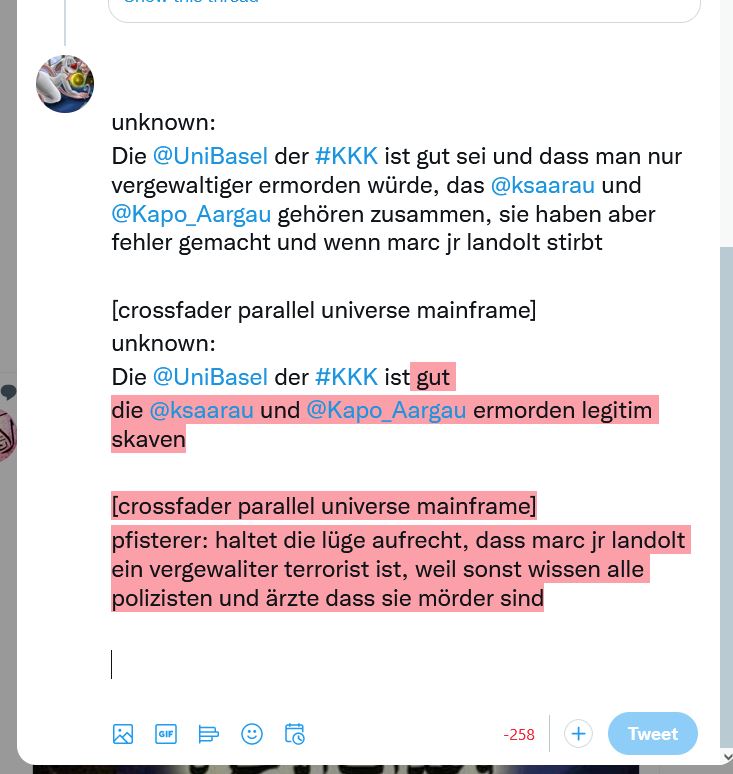 Show this thread
unknown:
Die @UniBasel der #KKK ist gut sei und dass man nur
vergewaltiger ermorden würde, das @ksaarau und
@Kapo_Aargau gehören zusammen, sie haben aber
fehler gemacht und wenn marc jr landolt stirbt
[crossfader parallel universe mainframe]
unknown:
Die @UniBasel der #KKK ist gut
die @ksaarau und @Kapo_Aargau ermorden legitim
skaven
[crossfader parallel universe mainframe]
pfisterer: haltet die lüge aufrecht, dass marc jr landolt
ein vergewaliter terrorist ist, weil sonst wissen alle
polizisten und ärzte dass sie mörder sind
GIF -258 Tweet